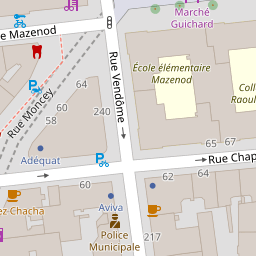 Marché
Guichard
e Mazenod
Rue Vendôme
École élémentaire
Mazenod
Coll
Raoul
Rue Moncey
64
60
58
240
65
67
Adéquat
Rue Chap
60
62
64
ez Chacha
Aviva
Police
Municipale
217